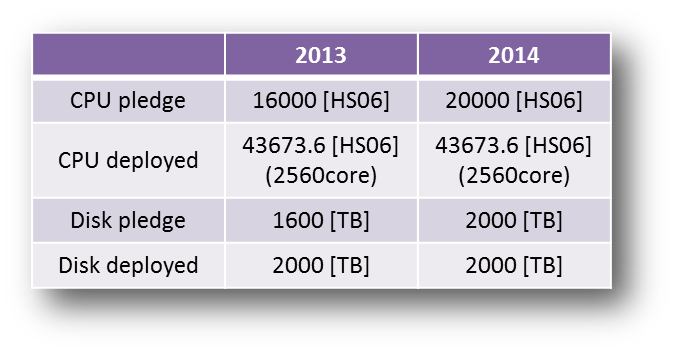 2013 2014
CPU pledge 16000 [HS06] 20000 [HS06]
CPU deployed 43673.6 [HS06] (2560core) 43673.6 [HS06] (2560core)
Disk pledge 1600 [TB] 2000 [TB]
Disk deployed 2000 [TB] 2000 [TB]